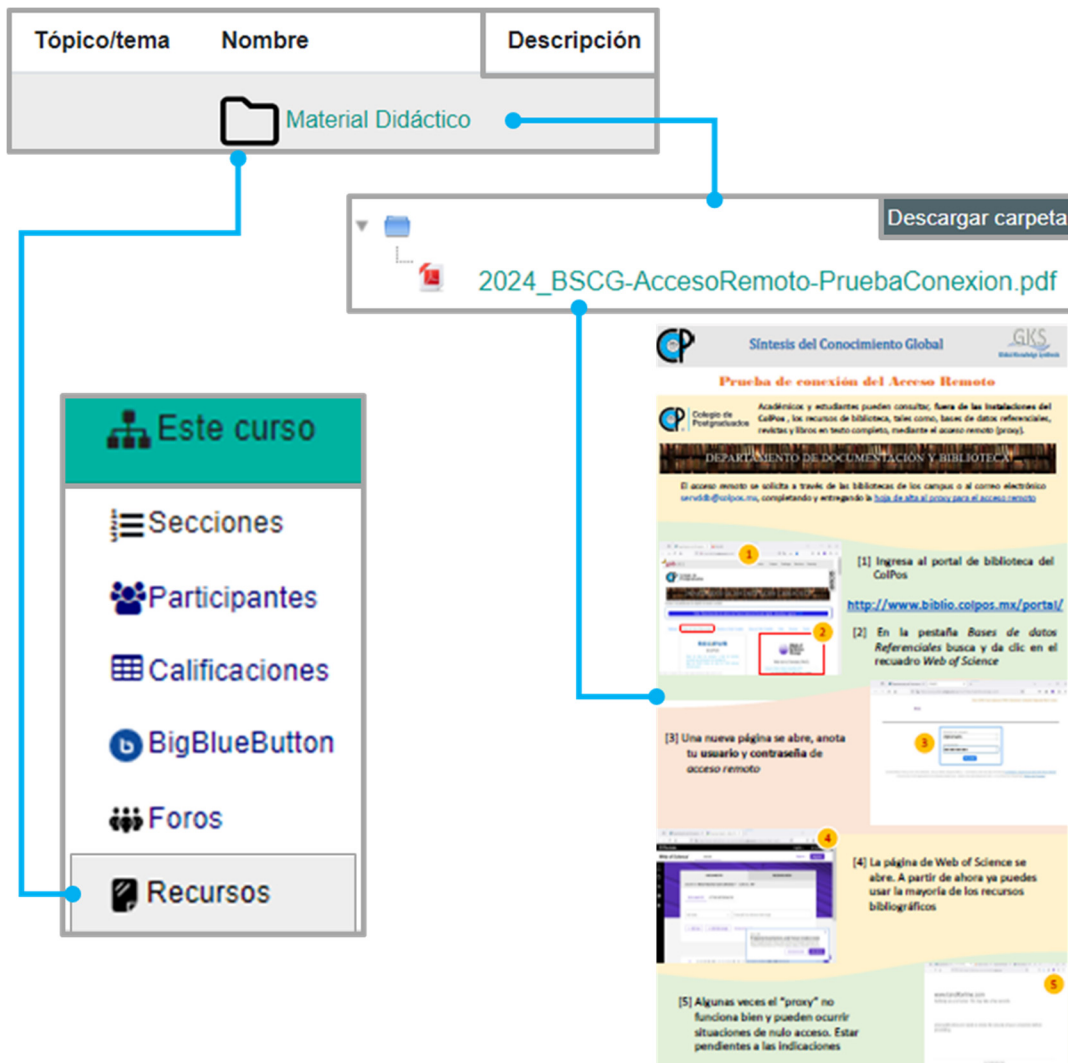 Tópico/tema Nombre Descripción
Material Didáctico
Descargar carpeta
2024_BSCG-AccesoRemoto-PruebaConexion.pdf
Este curso
Secciones
Participantes
Calificaciones
BigBlueButton
Foros
Recursos
CP Síntesis del Conocimiento Global GKS
Global Knowledge Synthesis
Prueba de conexión del Acceso Remoto
Colegio de
Postgraduados
Académicos y estudiantes pueden consultar, fuera de las instalaciones del
ColPos , los recursos de biblioteca, tales como, bases de datos referenciales,
revistas y libros en texto completo, mediante el acceso remoto (proxy).
DEPARTAMENTO DE DOCUMENTACIÓN Y BIBLIOTECA
El acceso remoto se solicita a través de las bibliotecas de los campus o al correo electrónico
servddb@colpos.mx, completando y entregando la hoja de alta al proxy para el acceso remoto
1
2
[1] Ingresa al portal de biblioteca del
ColPos
http://www.biblio.colpos.mx/portal/
[2] En la pestaña Bases de datos
Referenciales busca y da clic en el
recuadro Web of Science
[3] Una nueva página se abre, anota
tu usuario y contraseña de
acceso remoto
3
4
[4] La página de Web of Science se
abre. A partir de ahora ya puedes
usar la mayoría de los recursos
bibliográficos
[5] Algunas veces el "proxy" no
funciona bien y pueden ocurrir
situaciones de nulo acceso. Estar
pendientes a las indicaciones
5